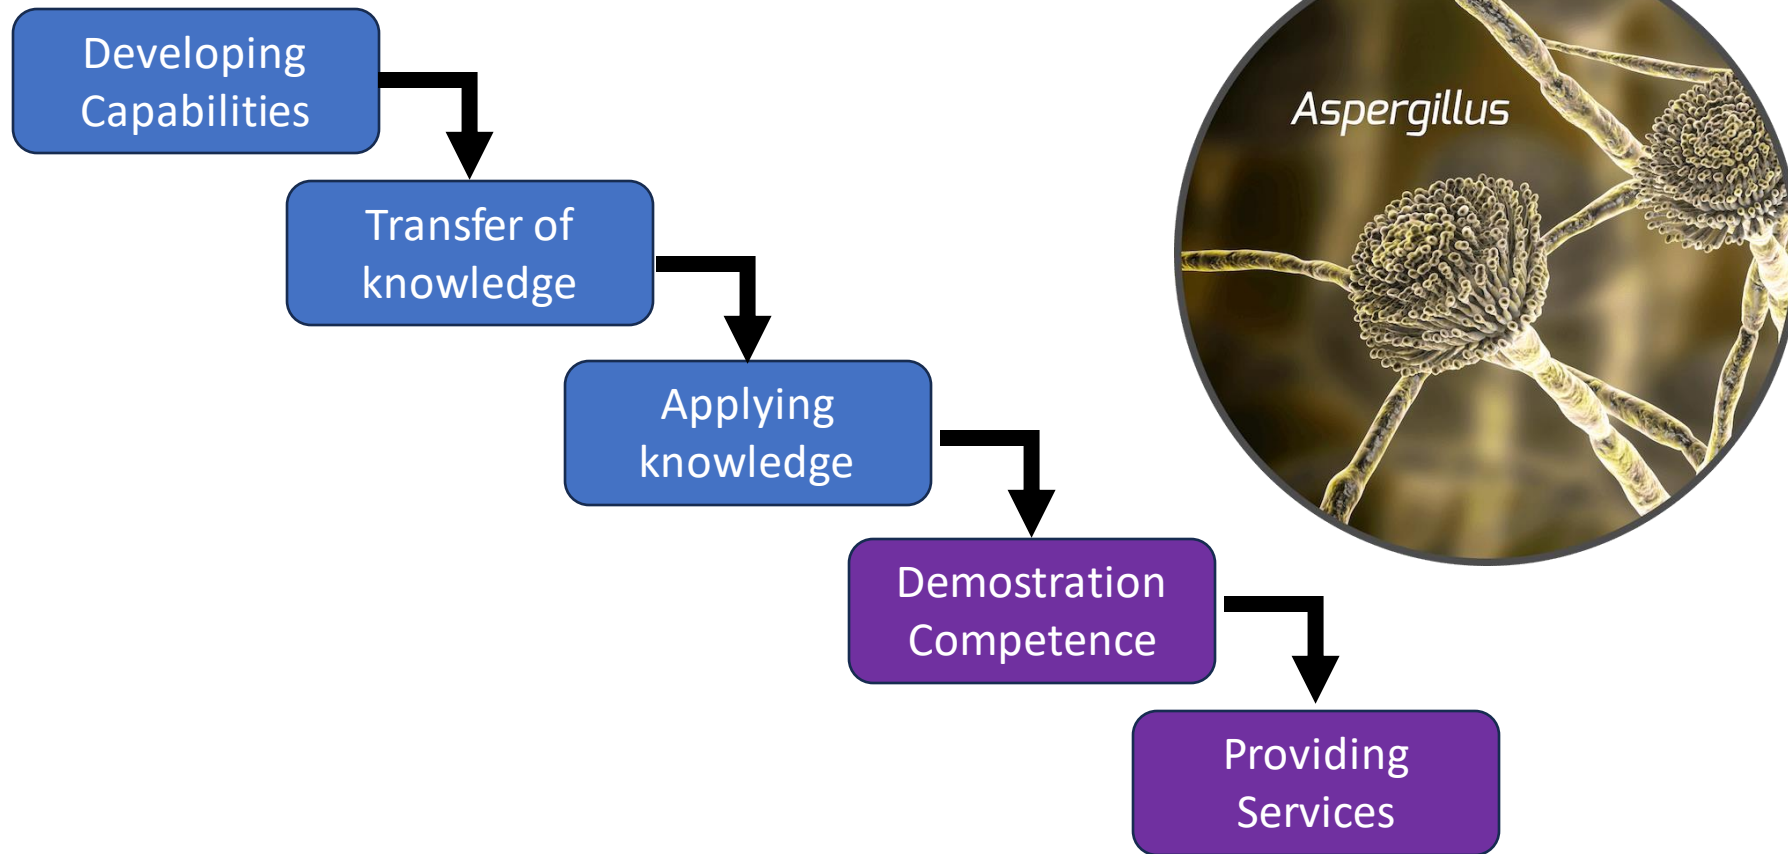 Developing
Capabilities
Aspergillus
Transfer of
knowledge
Applying
knowledge
Demostration
Competence
Providing
Services